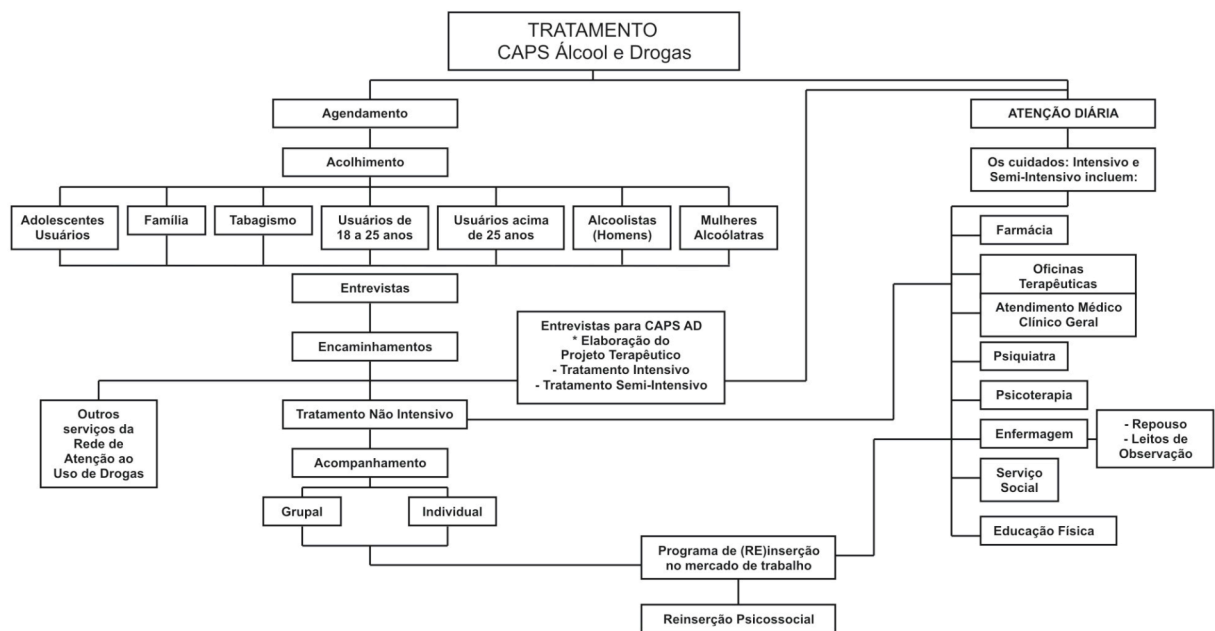 TRATAMENTO
CAPS Álcool e Drogas
Agendamento
ATENÇÃO DIÁRIA
Acolhimento
Os cuidados: Intensivo e
Semi-Intensivo incluem:
Adolescentes
Usuários
Família
Tabagismo
Usuários de
18 a 25 anos
Usuários acima
de 25 anos
Alcoolistas
(Homens)
Mulheres
Alcoólatras
Farmácia
Entrevistas
Oficinas
Terapêuticas
Atendimento Médico
Clínico Geral
Encaminhamentos
Entrevistas para CAPS AD
* Elaboração do
Projeto Terapêutico
- Tratamento Intensivo
- Tratamento Semi-Intensivo
Psiquiatra
Psicoterapia
Outros
serviços da
Rede de
Atenção ao
Uso de Drogas
Tratamento Não Intensivo
Enfermagem
- Repouso
- Leitos de
Observação
Acompanhamento
Serviço
Social
Grupal
Individual
Educação Física
Programa de (RE)inserção
no mercado de trabalho
Reinserção Psicossocial